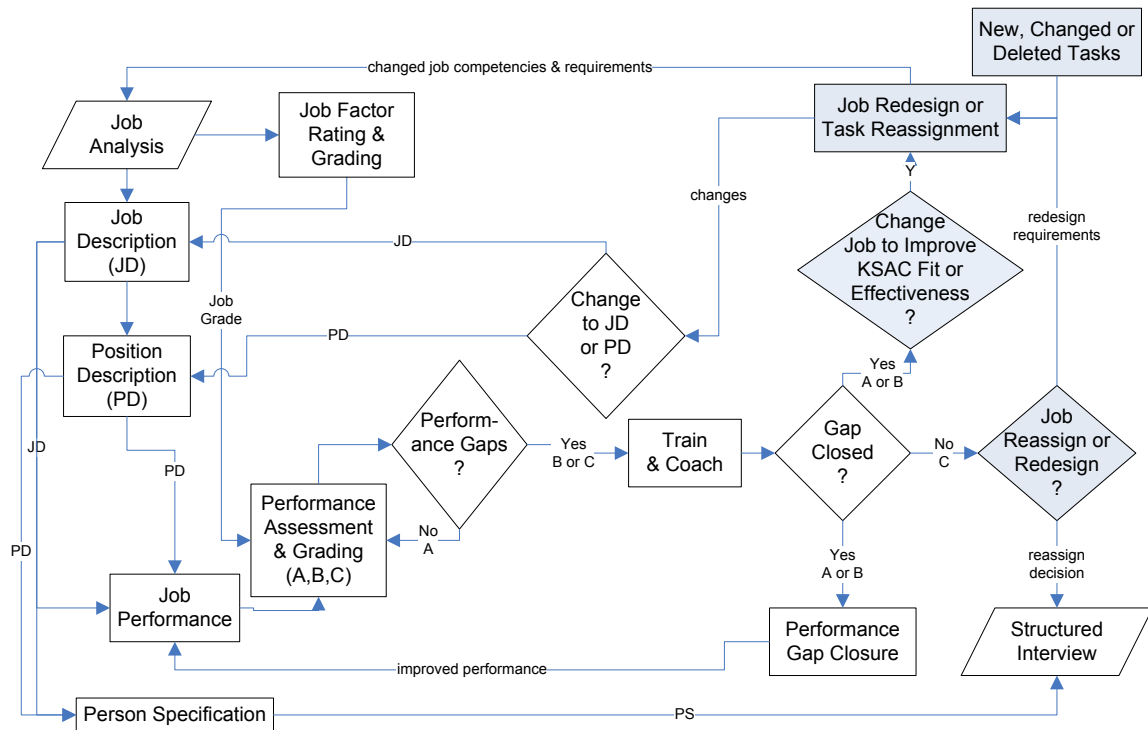 New, Changed or
Deleted Tasks
changed job competencies & requirements
Job Redesign or
Task Reassignment
Job
Analysis
Job Factor
Rating &
Grading
changes
Y
redesign
requirements
Job
Description
(JD)
JD
Change
Job to Improve
KSAC Fit or
Effectiveness
?
Job
Grade
Change
to JD
or PD
?
PD
Position
Description
(PD)
Yes
A or B
Perform-
ance Gaps
?
Yes
B or C
Train
& Coach
Gap
Closed
?
No
C
Job
Reassign or
Redesign
?
JD
PD
Performance
Assessment
& Grading
(A,B,C)
No
A
PD
Yes
A or B
reassign
decision
Job
Performance
Performance
Gap Closure
Structured
Interview
improved performance
Person Specification
PS